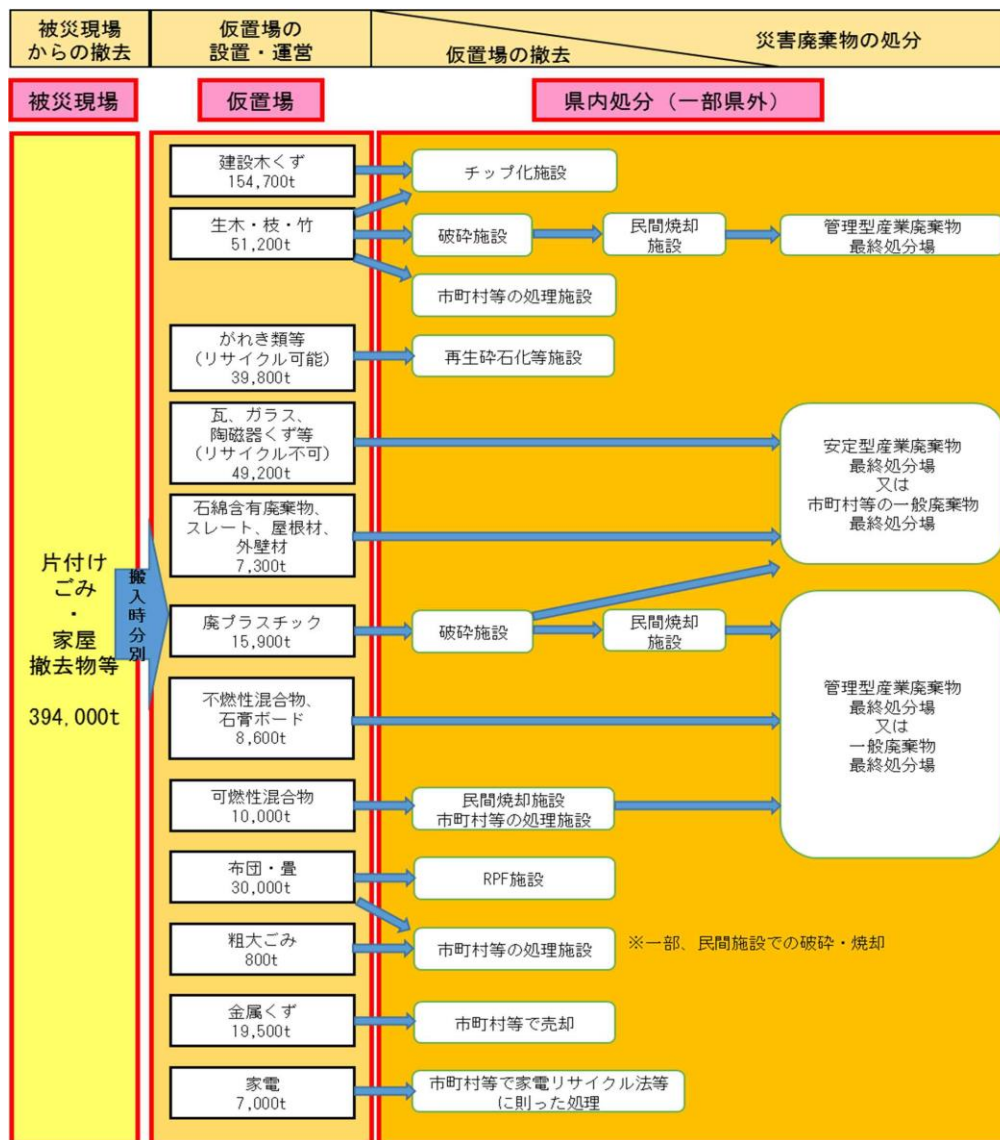 被災現場
からの撤去
仮置場の
設置・運営
仮置場の撤去
災害廃棄物の処分
被災現場
仮置場
県内処分（一部県外）
片付け
ごみ
・
家屋
撤去物等
394,000t
搬入時分別
建設木くず
154,700t
チップ化施設
生木・枝・竹
51,200t
破砕施設
民間焼却
施設
管理型産業廃棄物
最終処分場
市町村等の処理施設
がれき類等
（リサイクル可能）
39,800t
再生砕石化等施設
瓦、ガラス、
陶磁器くず等
（リサイクル不可）
49,200t
安定型産業廃棄物
最終処分場
又は
市町村等の一般廃棄物
最終処分場
石綿含有廃棄物、
スレート、屋根材、
外壁材
7,300t
廃プラスチック
15,900t
破砕施設
民間焼却
施設
管理型産業廃棄物
最終処分場
又は
一般廃棄物
最終処分場
不燃性混合物、
石膏ボード
8,600t
可燃性混合物
10,000t
民間焼却施設
市町村等の処理施設
布団・畳
30,000t
RPF施設
粗大ごみ
800t
市町村等の処理施設
※一部、民間施設での破砕・焼却
金属くず
19,500t
市町村等で売却
家電
7,000t
市町村等で家電リサイクル法等
に則った処理